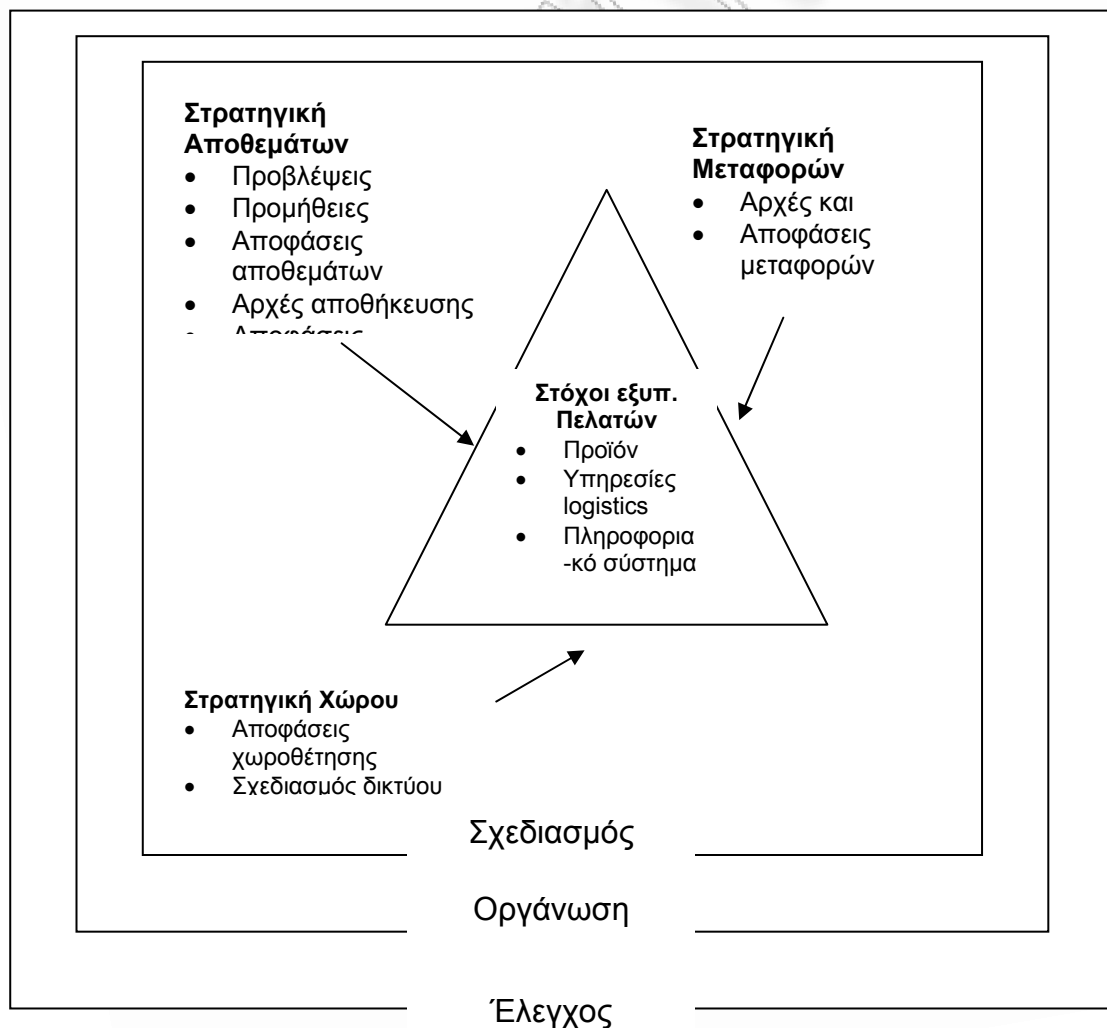 Στρατηγική
Αποθεμάτων
• Προβλέψεις
• Προμήθειες
• Αποφάσεις
αποθεμάτων
• Αρχές αποθήκευσης
• Αποφάσεις
Στρατηγική
Μεταφορών
• Αρχές και
• Αποφάσεις
μεταφορών
Στόχοι εξυπ.
Πελατών
• Προϊόν
• Υπηρεσίες
logistics
• Πληροφορια
-κό σύστημα
Στρατηγική Χώρου
• Αποφάσεις
χωροθέτησης
• Σχεδιασμός δικτύου
Σχεδιασμός
Οργάνωση
Έλεγχος